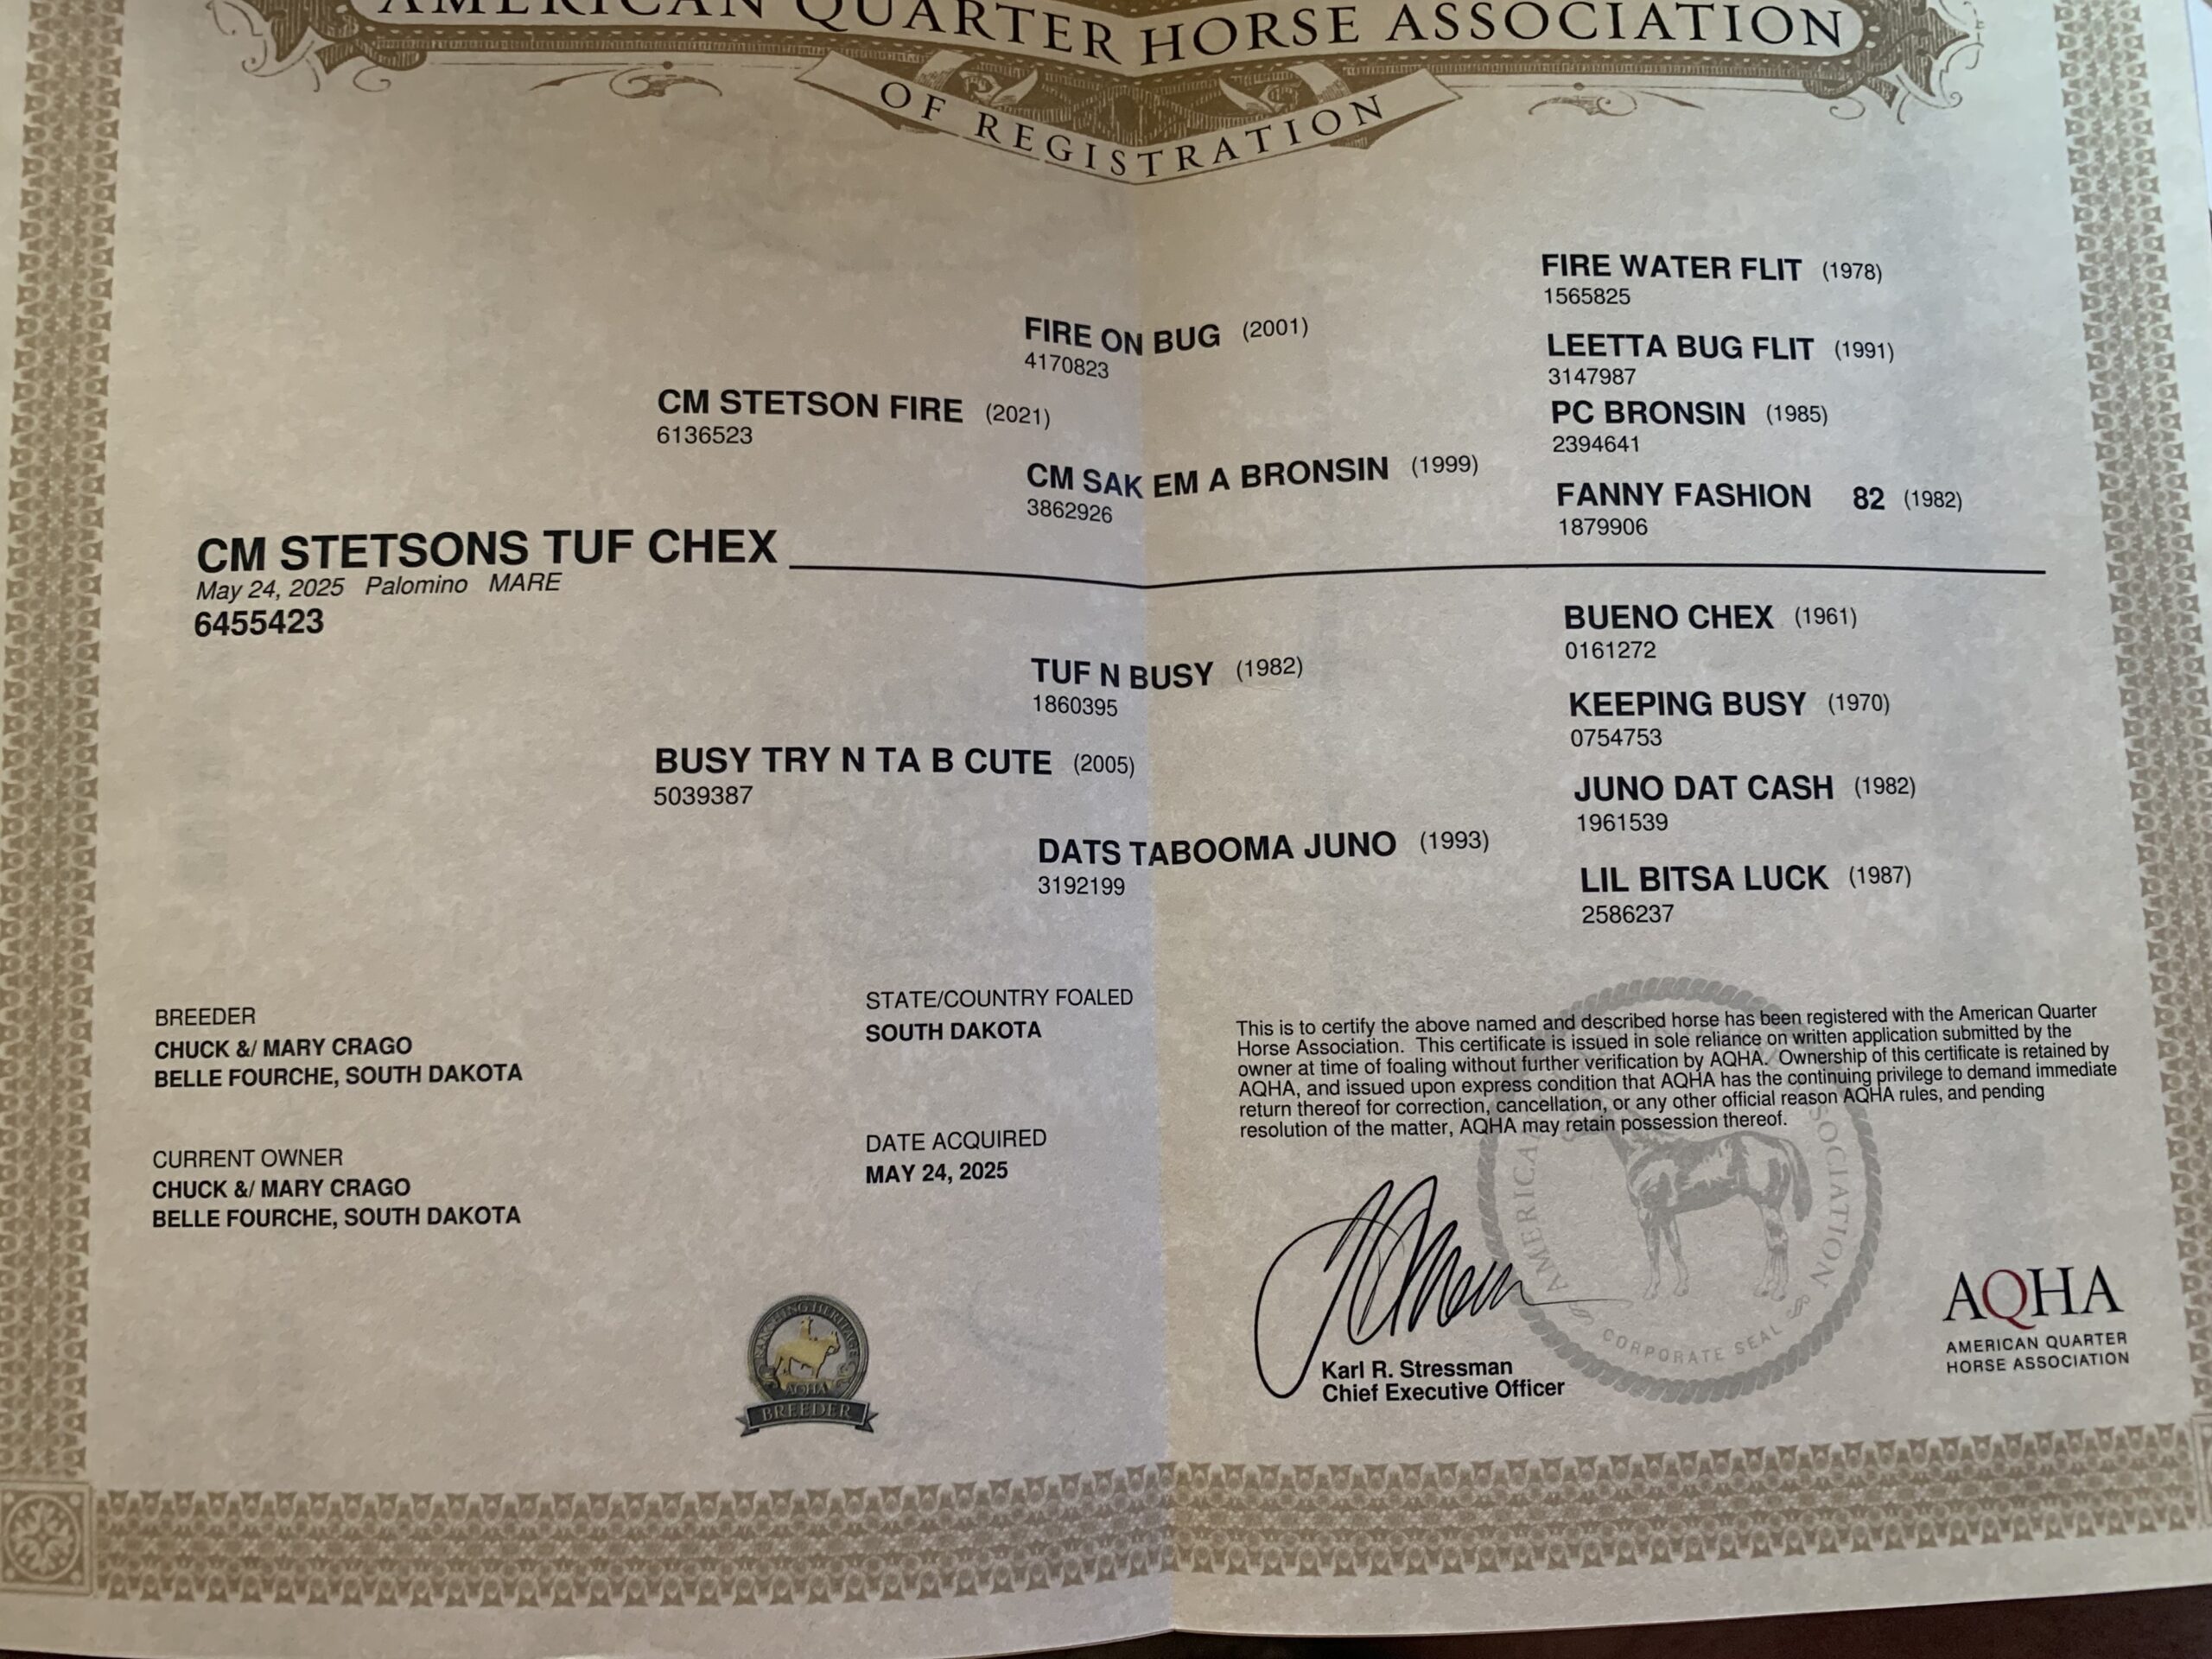 AMERICAN QUARTER HORSE ASSOCIATION
OF REGISTRATION
FIRE WATER FLIT (1978)
1565825
FIRE ON BUG (2001)
4170823
LEETTA BUG FLIT (1991)
3147987
CM STETSON FIRE (2021)
6136523
PC BRONSIN (1985)
2394641
CM SAK EM A BRONSIN (1999)
3862926
FANNY FASHION 82 (1982)
1879906
CM STETSONS TUF CHEX
May 24, 2025 Palomino MARE
6455423
BUENO CHEX (1961)
0161272
TUF N BUSY (1982)
1860395
KEEPING BUSY (1970)
0754753
BUSY TRY N TA B CUTE (2005)
5039387
JUNO DAT CASH (1982)
1961539
DATS TABOOMA JUNO (1993)
3192199
LIL BITSA LUCK (1987)
2586237
BREEDER
CHUCK &/ MARY CRAGO
BELLE FOURCHE, SOUTH DAKOTA
STATE/COUNTRY FOALED
SOUTH DAKOTA
CURRENT OWNER
CHUCK &/ MARY CRAGO
BELLE FOURCHE, SOUTH DAKOTA
DATE ACQUIRED
MAY 24, 2025
This is to certify the above named and described horse has been registered with the American Quarter
Horse Association. This certificate is issued in sole reliance on written application submitted by the
owner at time of foaling without further verification by AQHA. Ownership of this certificate is retained by
AQHA, and issued upon express condition that AQHA has the continuing privilege to demand immediate
return thereof for correction, cancellation, or any other official reason AQHA rules, and pending
resolution of the matter, AQHA may retain possession thereof.
Karl R. Stressman
Chief Executive Officer
CORPORATE SEAL
RANCHING HERITAGE
AQHA
BREEDER
AQHA
AMERICAN QUARTER
HORSE ASSOCIATION